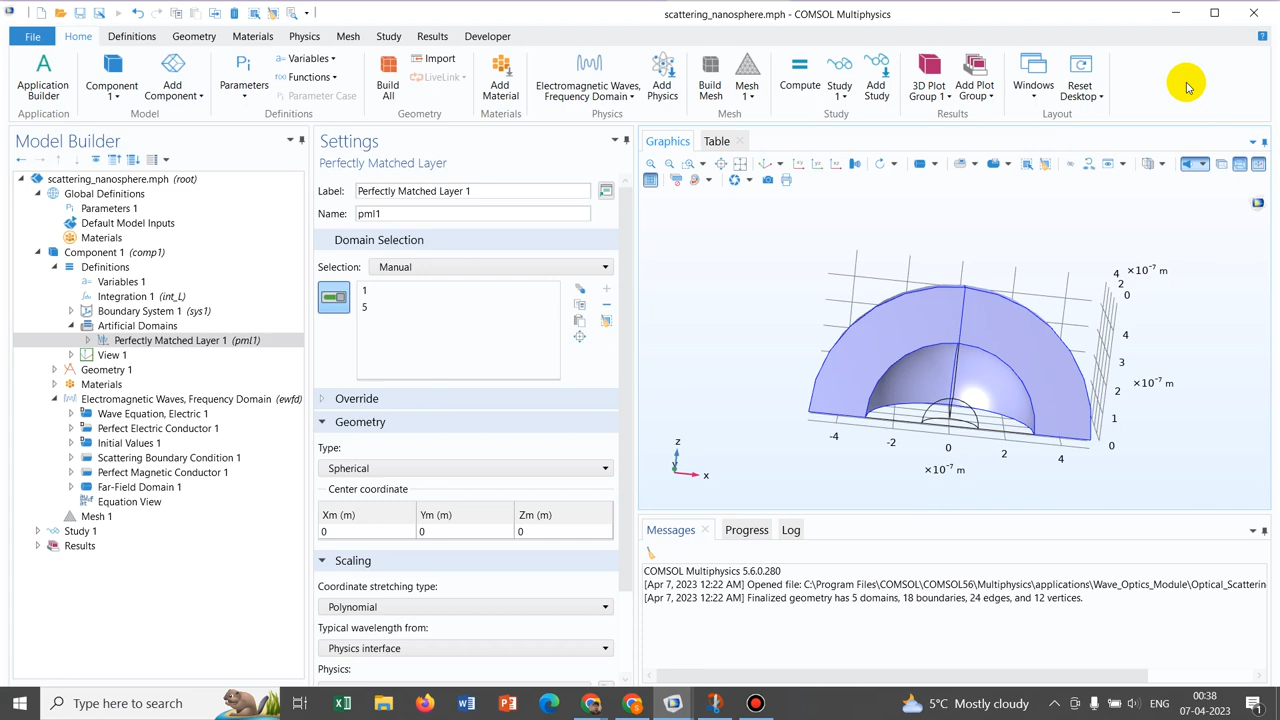 scattering_nanosphere.mph - COMSOL Multiphysics
File Home Definitions Geometry Materials Physics Mesh Study Results Developer
Application Builder
Component 1
Add Component
Parameters
a= Variables
f(x) Functions
Pi Parameter Case
Build All
Import
LiveLink
Add Material
Electromagnetic Waves, Frequency Domain
Add Physics
Build Mesh
Mesh 1
Compute
Study 1
Add Study
3D Plot Group 1
Add Plot Group
Windows
Reset Desktop
Application Model Definitions Geometry Materials Physics Mesh Study Results Layout
Model Builder
scattering_nanosphere.mph (root)
Global Definitions
Parameters 1
Default Model Inputs
Materials
Component 1 (comp1)
Definitions
a= Variables 1
Integration 1 (int_L)
Boundary System 1 (sys1)
Artificial Domains
Perfectly Matched Layer 1 (pml1)
View 1
Geometry 1
Materials
Electromagnetic Waves, Frequency Domain (ewfd)
Wave Equation, Electric 1
Perfect Electric Conductor 1
Initial Values 1
Scattering Boundary Condition 1
Perfect Magnetic Conductor 1
Far-Field Domain 1
Equation View
Mesh 1
Study 1
Results
Settings
Perfectly Matched Layer
Label: Perfectly Matched Layer 1
Name: pml1
Domain Selection
Selection: Manual
1
5
Override
Geometry
Type:
Spherical
Center coordinate
Xm (m) Ym (m) Zm (m)
0 0 0
Scaling
Coordinate stretching type:
Polynomial
Typical wavelength from:
Physics interface
Physics:
Graphics Table
4 ×10⁻⁷ m
2
0
4
3
×10⁻⁷ m
2
1
0
-4 -2 0 2 4
×10⁻⁷ m
z
y
x
Messages Progress Log
COMSOL Multiphysics 5.6.0.280
[Apr 7, 2023 12:22 AM] Opened file: C:\Program Files\COMSOL\COMSOL56\Multiphysics\applications\Wave_Optics_Module\Optical_Scatterin
[Apr 7, 2023 12:22 AM] Finalized geometry has 5 domains, 18 boundaries, 24 edges, and 12 vertices.
Type here to search
5°C Mostly cloudy
ENG
00:38
07-04-2023